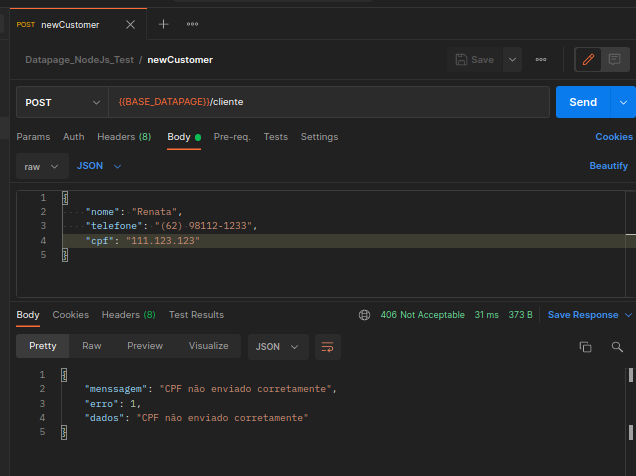 POST newCustomer
Datapage_NodeJs_Test / newCustomer
Save
POST {{BASE_DATAPAGE}}/cliente
Send
Params Auth Headers (8) Body Pre-req. Tests Settings Cookies
raw JSON Beautify
1 {
2 "nome": "Renata",
3 "telefone": "(62) 98112-1233",
4 "cpf": "111.123.123"
5 }
Body Cookies Headers (8) Test Results 406 Not Acceptable 31 ms 373 B Save Response
Pretty Raw Preview Visualize JSON
1 {
2 "menssagem": "CPF não enviado corretamente",
3 "erro": 1,
4 "dados": "CPF não enviado corretamente"
5 }